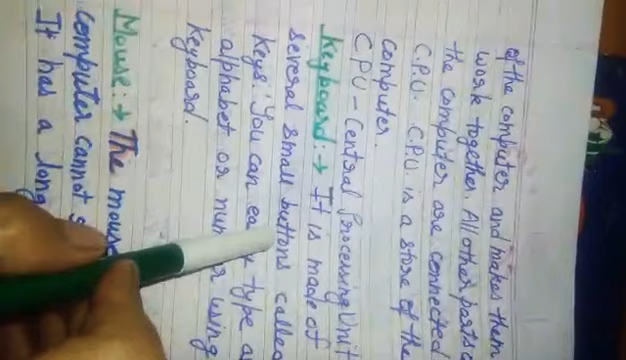 of the computer and makes them
work together. All other parts
the computer are connected
C.P.U. C.P.U. is a store of the
computer.
C.P.U - Central Processing Unit
Keyboard:→ It is made of
several small buttons called
Keys. You can type
alphabet or using
Keyboard.
Mouse:→ The mouse
computer cannot
It has a long